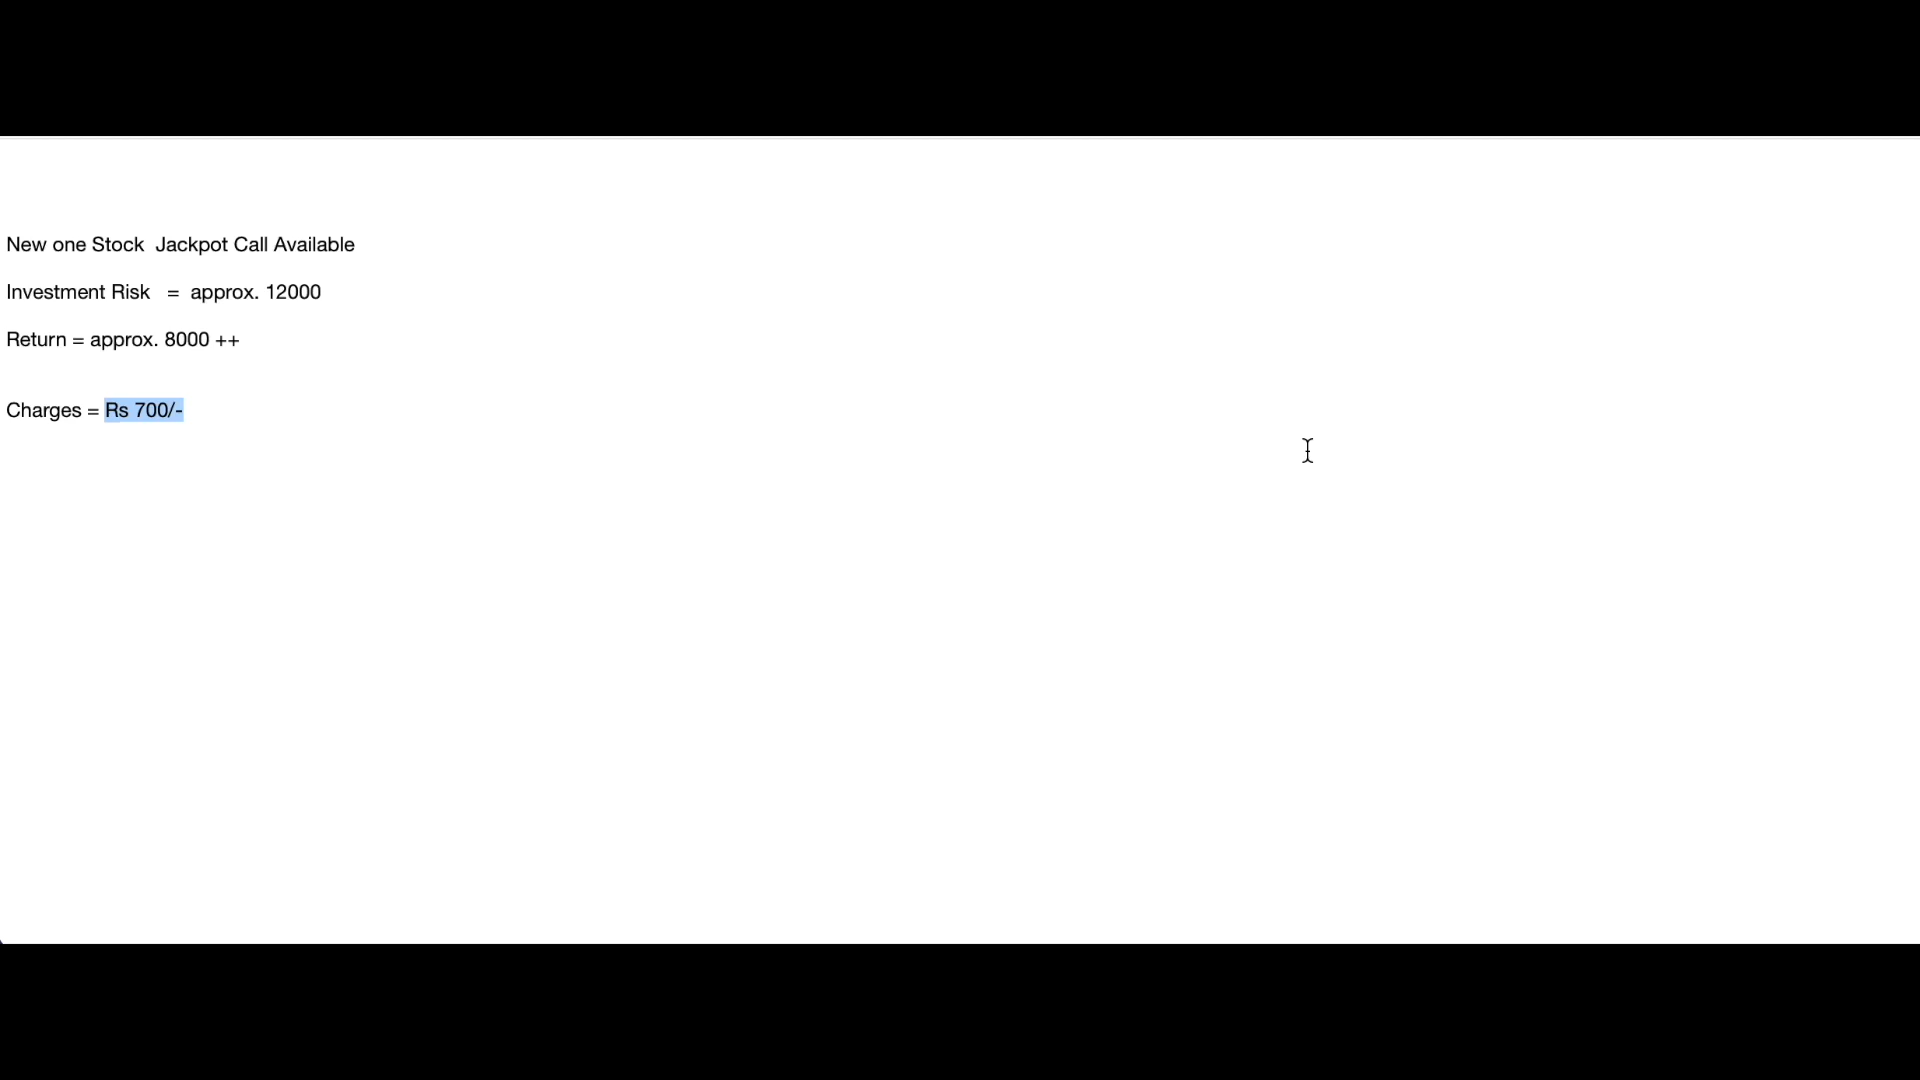 New one Stock  Jackpot Call Available
Investment Risk   =  approx. 12000
Return = approx. 8000 ++
Charges = Rs 700/-